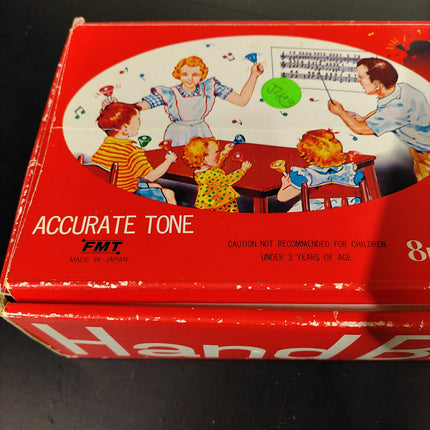 ACCURATE TONE
FMT
MADE IN JAPAN
CAUTION NOT RECOMMENDED FOR CHILDREN
UNDER 3 YEARS OF AGE.
8
Hand B